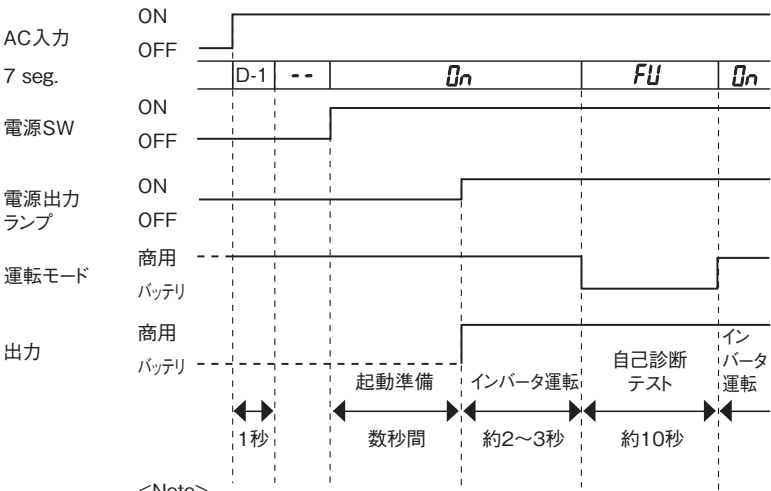 AC入力
ON
OFF
7 seg.
D-1
--
On
FU
On
電源SW
ON
OFF
電源出力
ランプ
ON
OFF
運転モード
商用
バッテリ
出力
商用
バッテリ
起動準備
インバータ運転
自己診断
テスト
イン
バータ
運転
1秒
数秒間
約2〜3秒
約10秒
<Note>